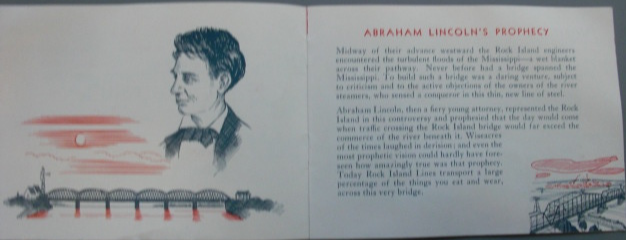 ABRAHAM LINCOLN'S PROPHECY
Midway of their advance westward the Rock Island engineers
encountered the turbulent floods of the Mississippi—a wet blanket
across their pathway. Never before had a bridge spanned the
Mississippi. To build such a bridge was a daring venture, subject
to criticism and to the active objections of the owners of the river
steamers, who sensed a conqueror in this thin, new line of steel.
Abraham Lincoln, then a fiery young attorney, represented the Rock
Island in this controversy and prophesied that the day would come
when traffic crossing the Rock Island bridge would far exceed the
commerce of the river beneath it. Wiseacres
of the times laughed in derision; and even the
most prophetic vision could hardly have fore-
seen how amazingly true was that prophecy.
Today Rock Island Lines transport a large
percentage of the things you eat and wear,
across this very bridge.